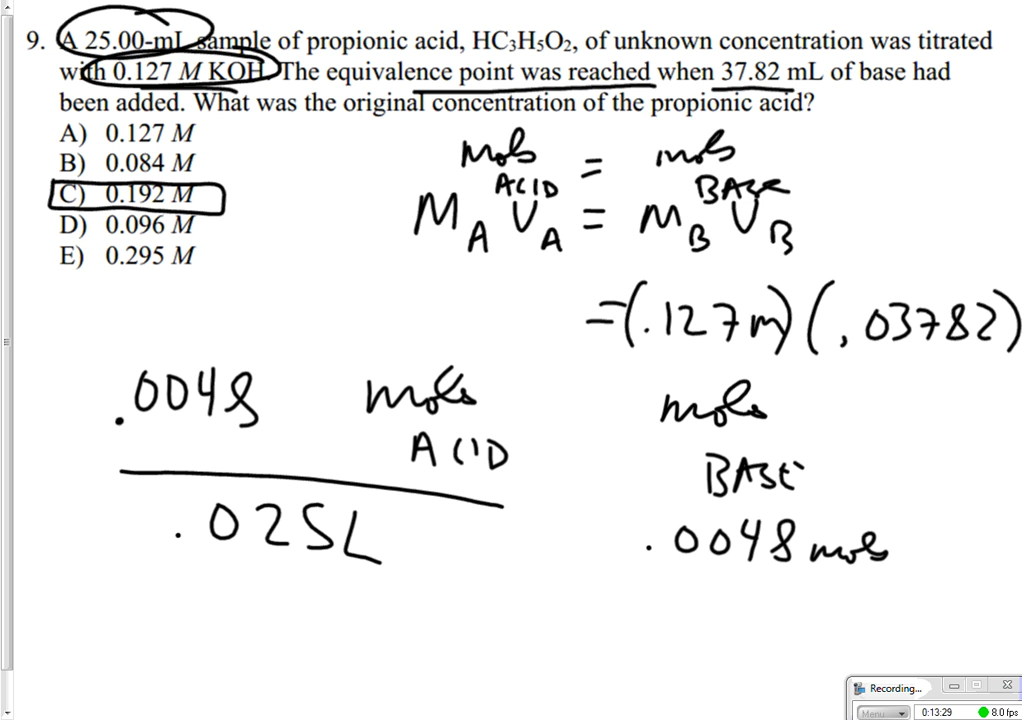 9. A 25.00-mL sample of propionic acid, HC3H5O2, of unknown concentration was titrated
with 0.127 M KOH. The equivalence point was reached when 37.82 mL of base had
been added. What was the original concentration of the propionic acid?
A) 0.127 M
B) 0.084 M
C) 0.192 M
D) 0.096 M
E) 0.295 M
mols ACID = mols BASE
MA VA = MB VB
=(.127m)(.03782)
.0048 mols ACID
.025L
mols
BASE
.0048 mols
Recording...
Menu
0:13:29
8.0 fps